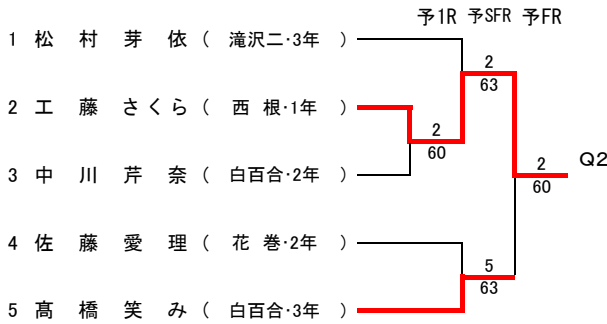 予1R 予SFR 予FR
1 松村芽依 ( 滝沢二・3年 )
2
63
2 工藤さくら ( 西根・1年 )
2
60
2
60
Q2
3 中川芹奈 ( 白百合・2年 )
4 佐藤愛理 ( 花巻・2年 )
5
63
5 髙橋笑み ( 白百合・3年 )